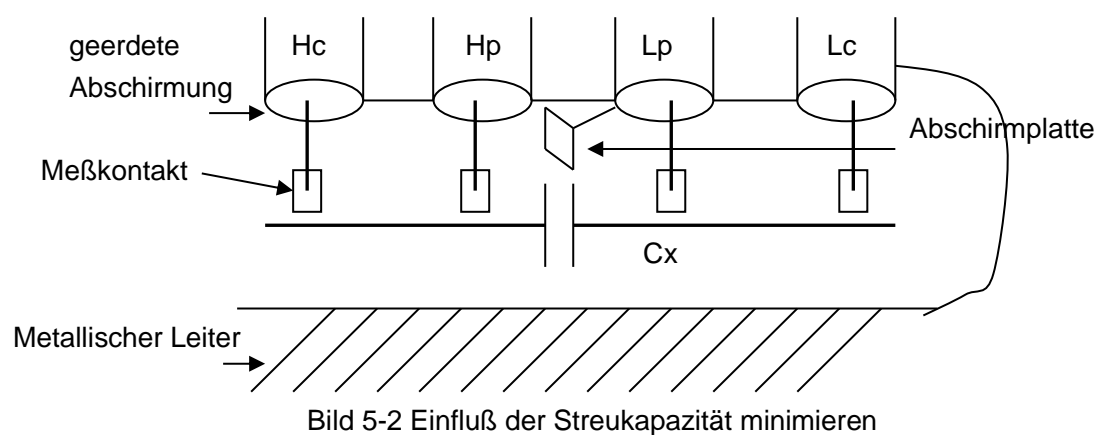 geerdete
Abschirmung
Hc
Hp
Lp
Lc
Abschirmplatte
Meßkontakt
Cx
Metallischer Leiter
Bild 5-2 Einfluß der Streukapazität minimieren